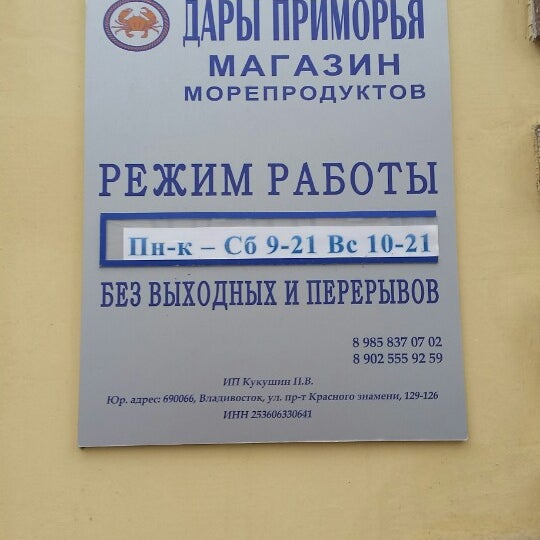 ДАРЫ ПРИМОРЬЯ
МАГАЗИН
МОРЕПРОДУКТОВ
РЕЖИМ РАБОТЫ
Пн-к – Сб 9-21 Вс 10-21
БЕЗ ВЫХОДНЫХ И ПЕРЕРЫВОВ
8 985 837 07 02
8 902 555 92 59
ИП Кукушин П.В.
Юр. адрес: 690066, Владивосток, ул. пр-т Красного знамени, 129-126
ИНН 253606330641